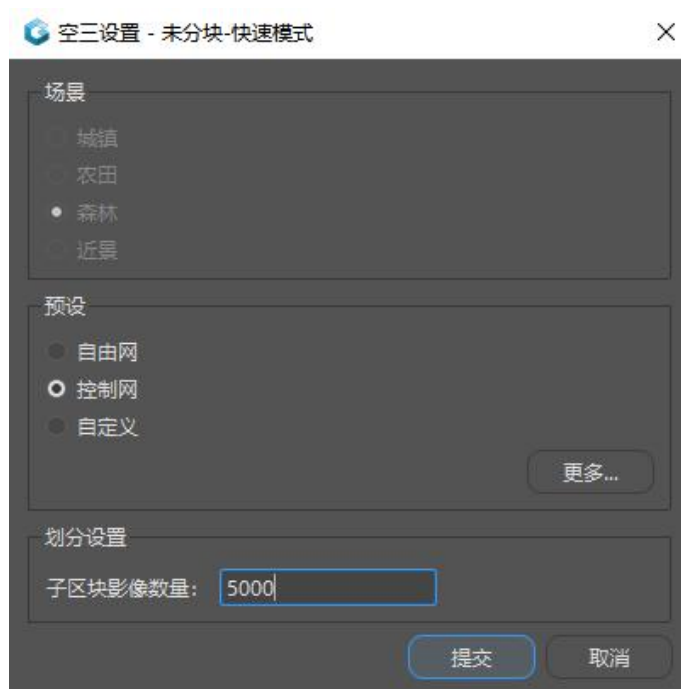 空三设置 - 未分块-快速模式
场景
城镇
农田
森林
近景
预设
自由网
控制网
自定义
更多...
划分设置
子区块影像数量: 5000
提交 取消